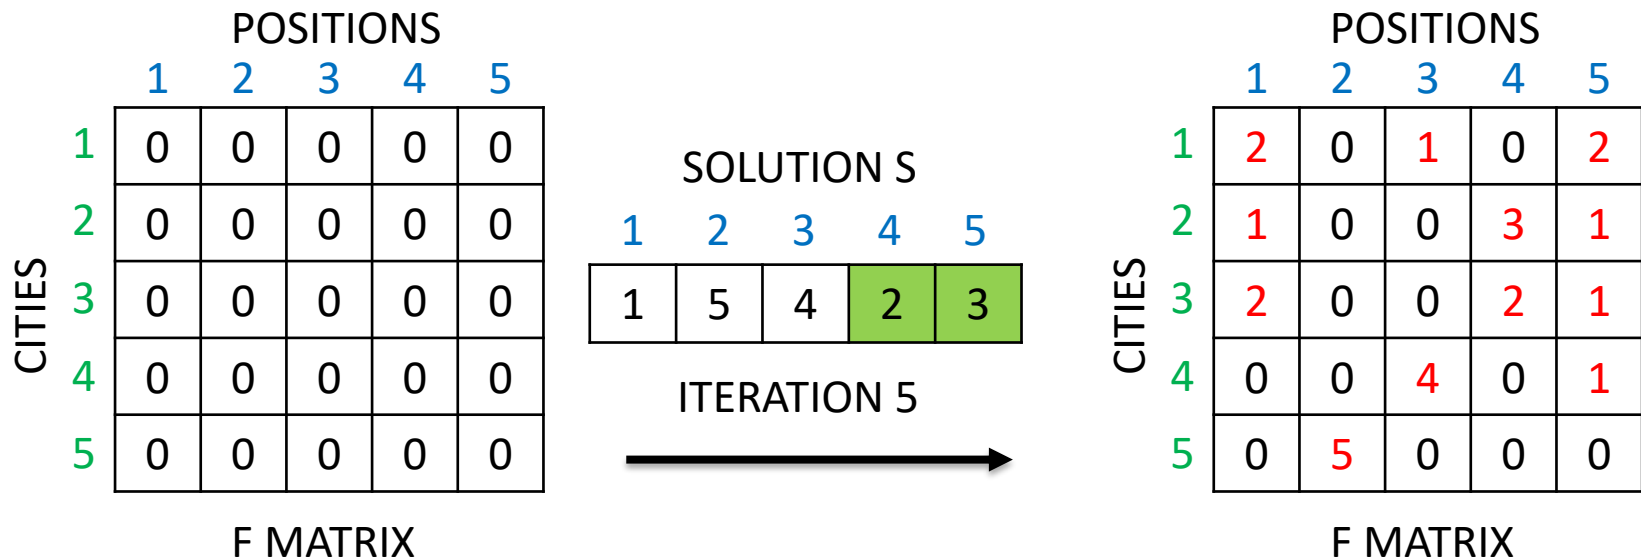 POSITIONS
1 2 3 4 5
CITIES
1 0 0 0 0 0
2 0 0 0 0 0
3 0 0 0 0 0
4 0 0 0 0 0
5 0 0 0 0 0
F MATRIX
SOLUTION S
1 2 3 4 5
1 5 4 2 3
ITERATION 5
POSITIONS
1 2 3 4 5
CITIES
1 2 0 1 0 2
2 1 0 0 3 1
3 2 0 0 2 1
4 0 0 4 0 1
5 0 5 0 0 0
F MATRIX